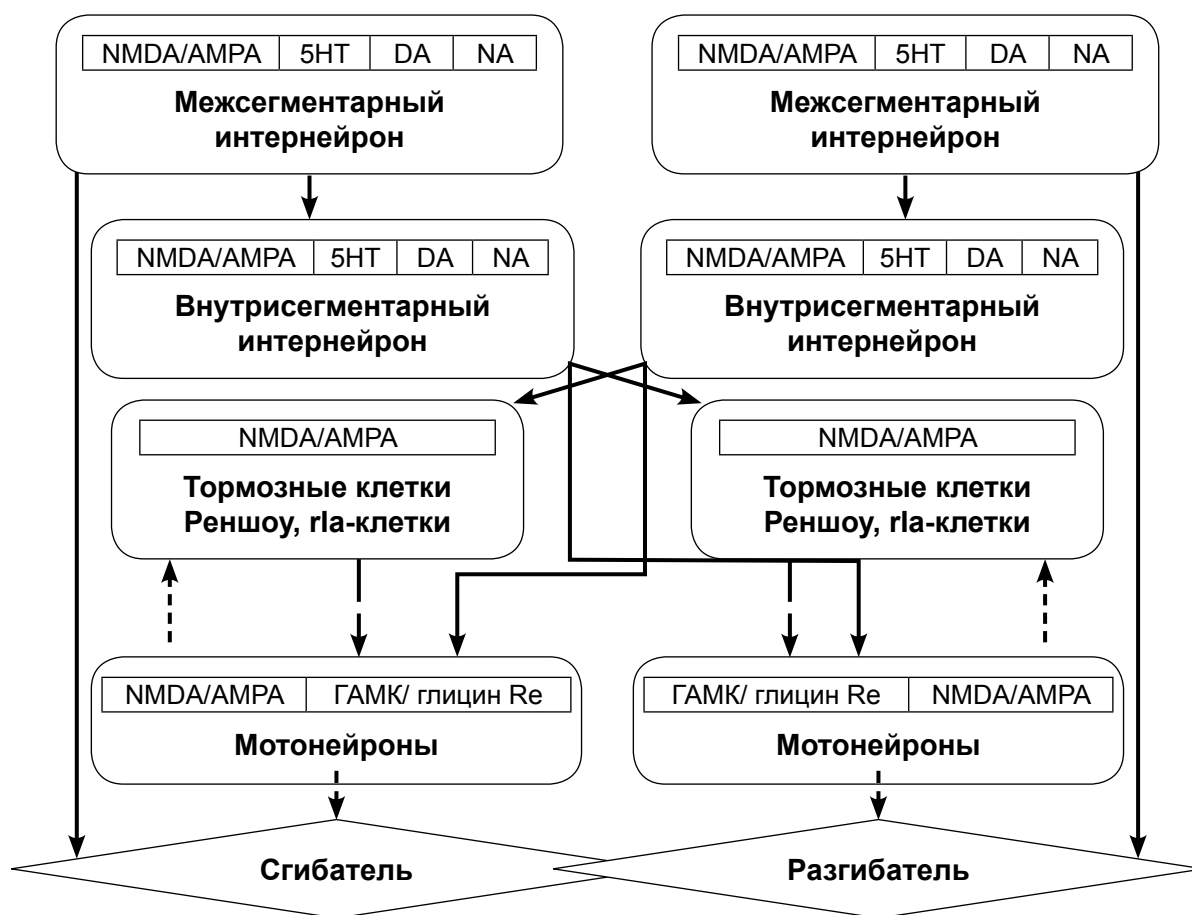 NMDA/AMPA 5HT DA NA
Межсегментарный
интернейрон
NMDA/AMPA 5HT DA NA
Межсегментарный
интернейрон
NMDA/AMPA 5HT DA NA
Внутрисегментарный
интернейрон
NMDA/AMPA 5HT DA NA
Внутрисегментарный
интернейрон
NMDA/AMPA
Тормозные клетки
Реншоу, rIa-клетки
NMDA/AMPA
Тормозные клетки
Реншоу, rIa-клетки
NMDA/AMPA ГАМК/ глицин Re
Мотонейроны
ГАМК/ глицин Re NMDA/AMPA
Мотонейроны
Сгибатель
Разгибатель